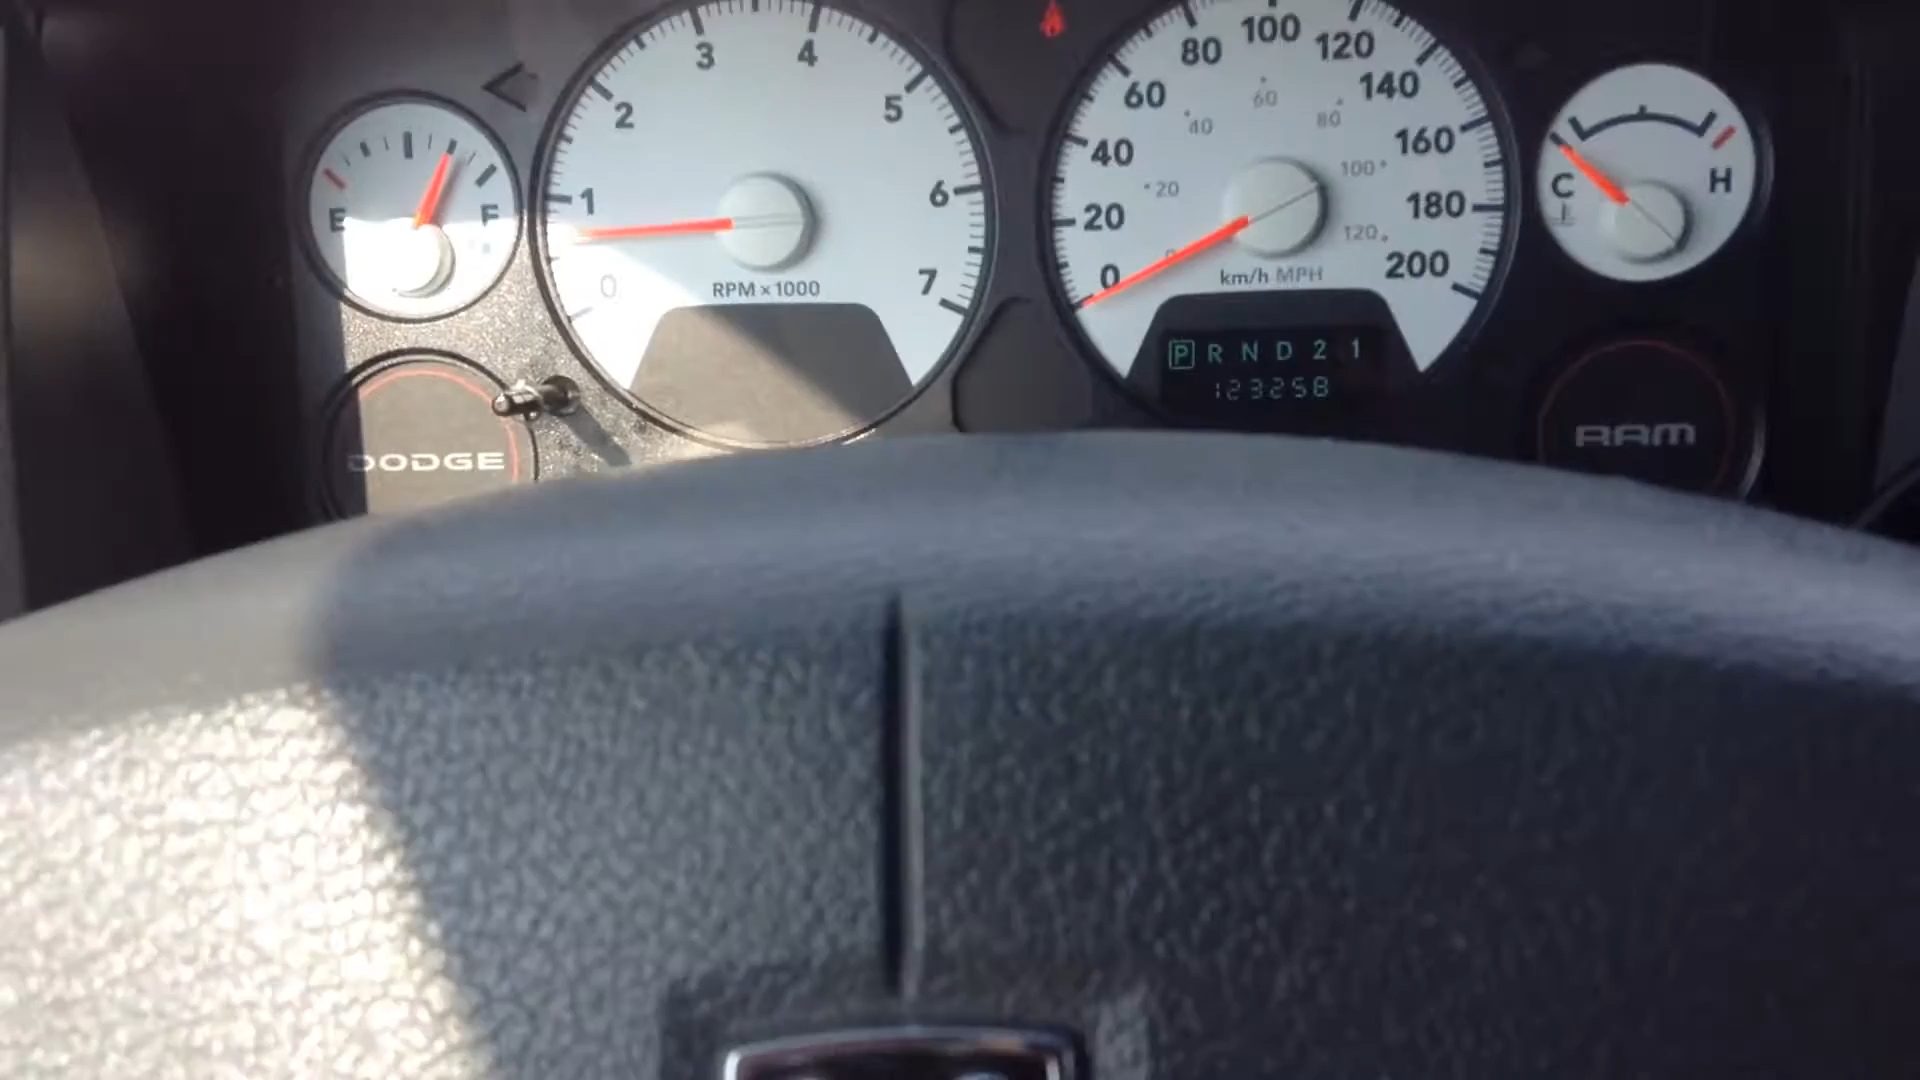 E F
DODGE
0 1 2 3 4 5 6 7
RPM×1000
0 20 40 60 80 100 120 140 160 180 200
20 40 60 80 100 120
km/h MPH
P R N D 2 1
123258
C H
RAM